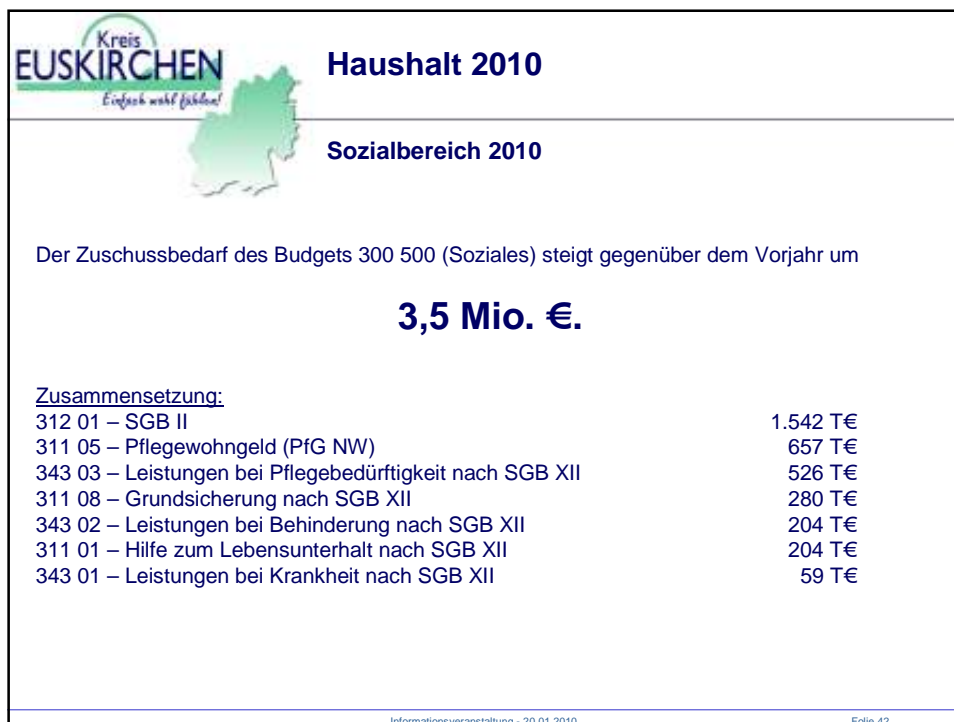 Kreis
EUSKIRCHEN
Einfach wohl fühlen!
Haushalt 2010
Sozialbereich 2010
Der Zuschussbedarf des Budgets 300 500 (Soziales) steigt gegenüber dem Vorjahr um
3,5 Mio. €.
Zusammensetzung:
312 01 – SGB II 1.542 T€
311 05 – Pflegewohngeld (PfG NW) 657 T€
343 03 – Leistungen bei Pflegebedürftigkeit nach SGB XII 526 T€
311 08 – Grundsicherung nach SGB XII 280 T€
343 02 – Leistungen bei Behinderung nach SGB XII 204 T€
311 01 – Hilfe zum Lebensunterhalt nach SGB XII 204 T€
343 01 – Leistungen bei Krankheit nach SGB XII 59 T€
Informationsveranstaltung - 20.01.2010 Folie 42